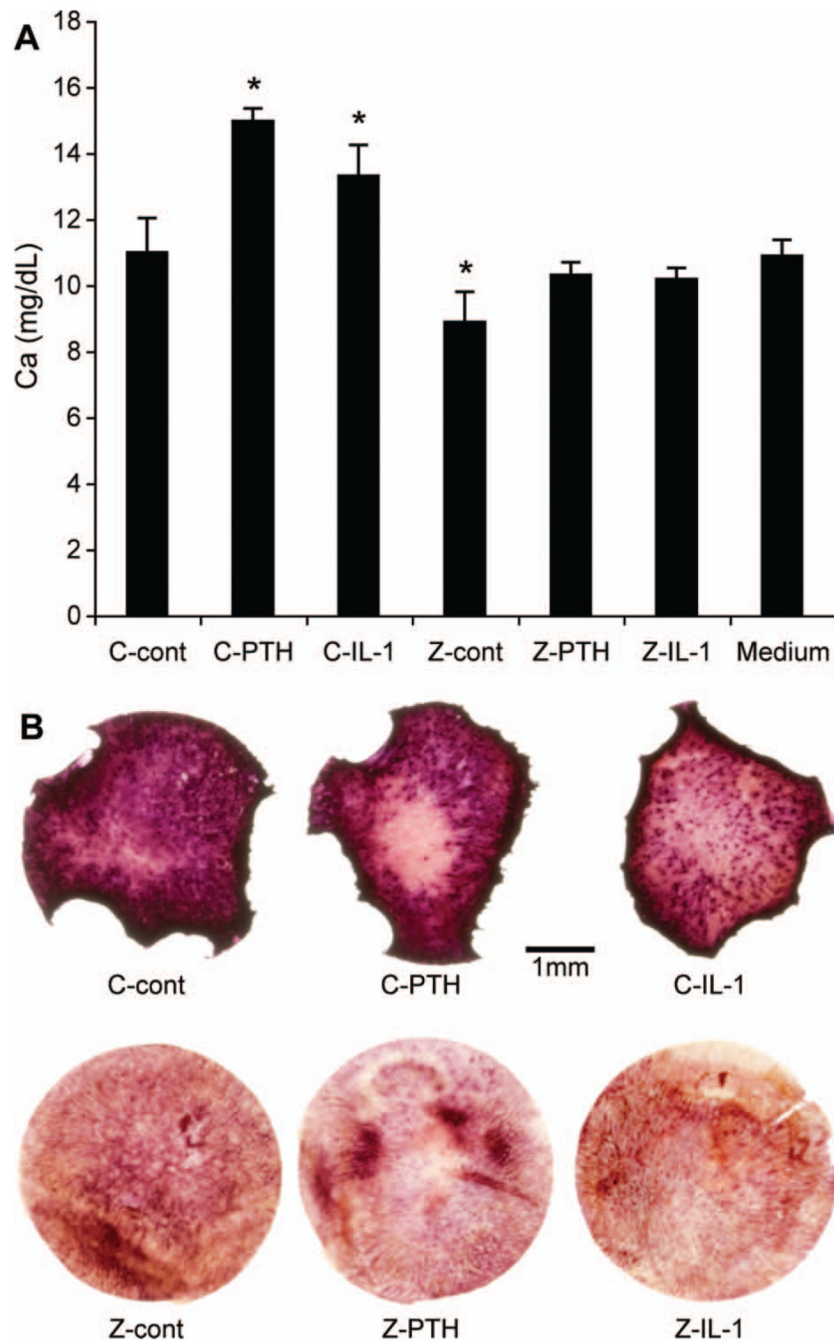 A
Ca (mg/dL)
18
16
14
12
10
8
6
4
2
0
*
*
*
C-cont C-PTH C-IL-1 Z-cont Z-PTH Z-IL-1 Medium
B
1mm
C-cont C-PTH C-IL-1
Z-cont Z-PTH Z-IL-1